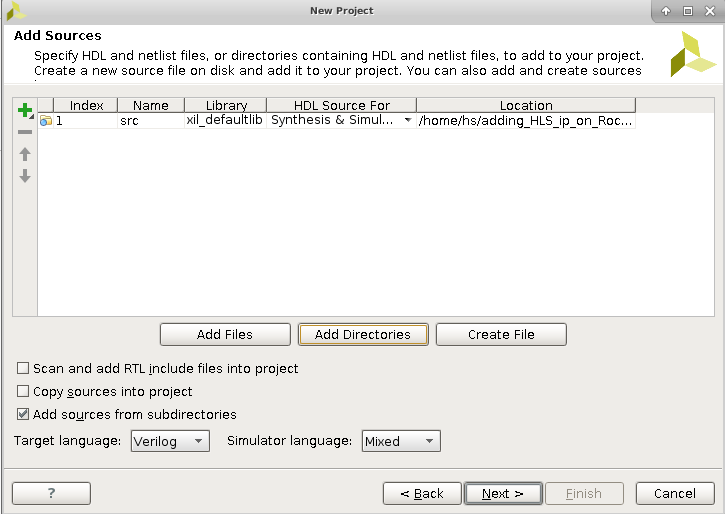 New Project
Add Sources
Specify HDL and netlist files, or directories containing HDL and netlist files, to add to your project.
Create a new source file on disk and add it to your project. You can also add and create sources
Index Name Library HDL Source For Location
1 src xil_defaultlib Synthesis & Simul... /home/hs/adding_HLS_ip_on_Roc...
Add Files Add Directories Create File
Scan and add RTL include files into project
Copy sources into project
Add sources from subdirectories
Target language: Verilog Simulator language: Mixed
? < Back Next > Finish Cancel